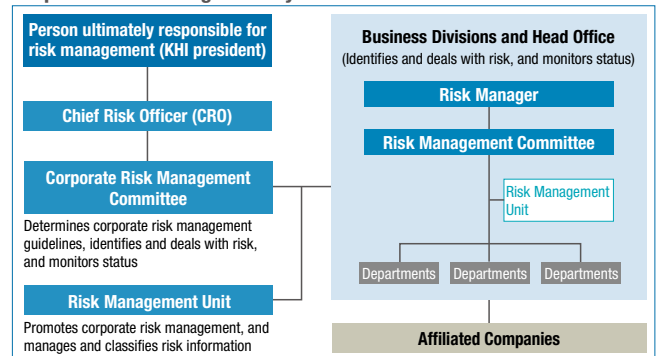 Person ultimately responsible for
risk management (KHI president)
Chief Risk Officer (CRO)
Corporate Risk Management
Committee
Determines corporate risk management
guidelines, identifies and deals with risk,
and monitors status
Risk Management Unit
Promotes corporate risk management, and
manages and classifies risk information
Business Divisions and Head Office
(Identifies and deals with risk, and monitors status)
Risk Manager
Risk Management Committee
Risk Management
Unit
Departments Departments Departments
Affiliated Companies